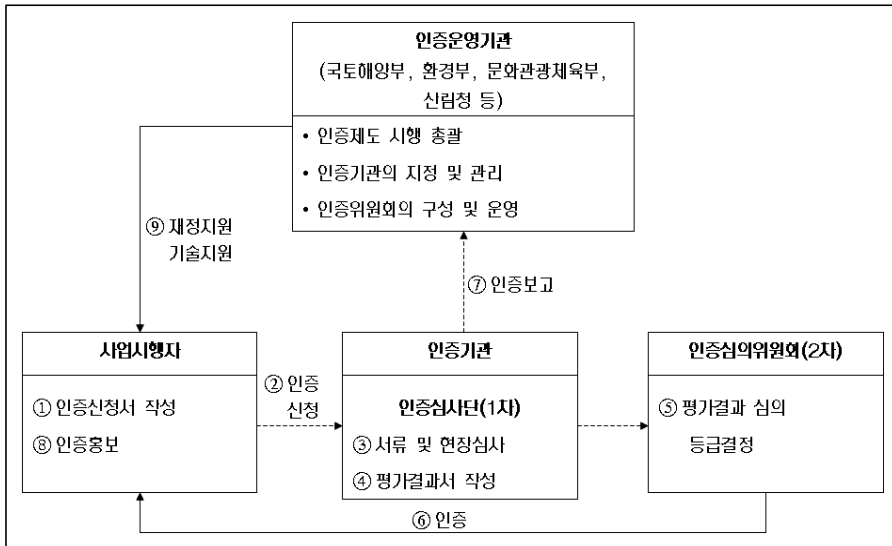 인증운영기관
(국토해양부, 환경부, 문화관광체육부,
산림청 등)
• 인증제도 시행 총괄
• 인증기관의 지정 및 관리
• 인증위원회의 구성 및 운영
⑨ 재정지원
기술지원
⑦ 인증보고
사업시행자
① 인증신청서 작성
⑧ 인증홍보
② 인증
신청
인증기관
인증심사단(1차)
③ 서류 및 현장심사
④ 평가결과서 작성
인증심의위원회(2차)
⑤ 평가결과 심의
등급결정
⑥ 인증